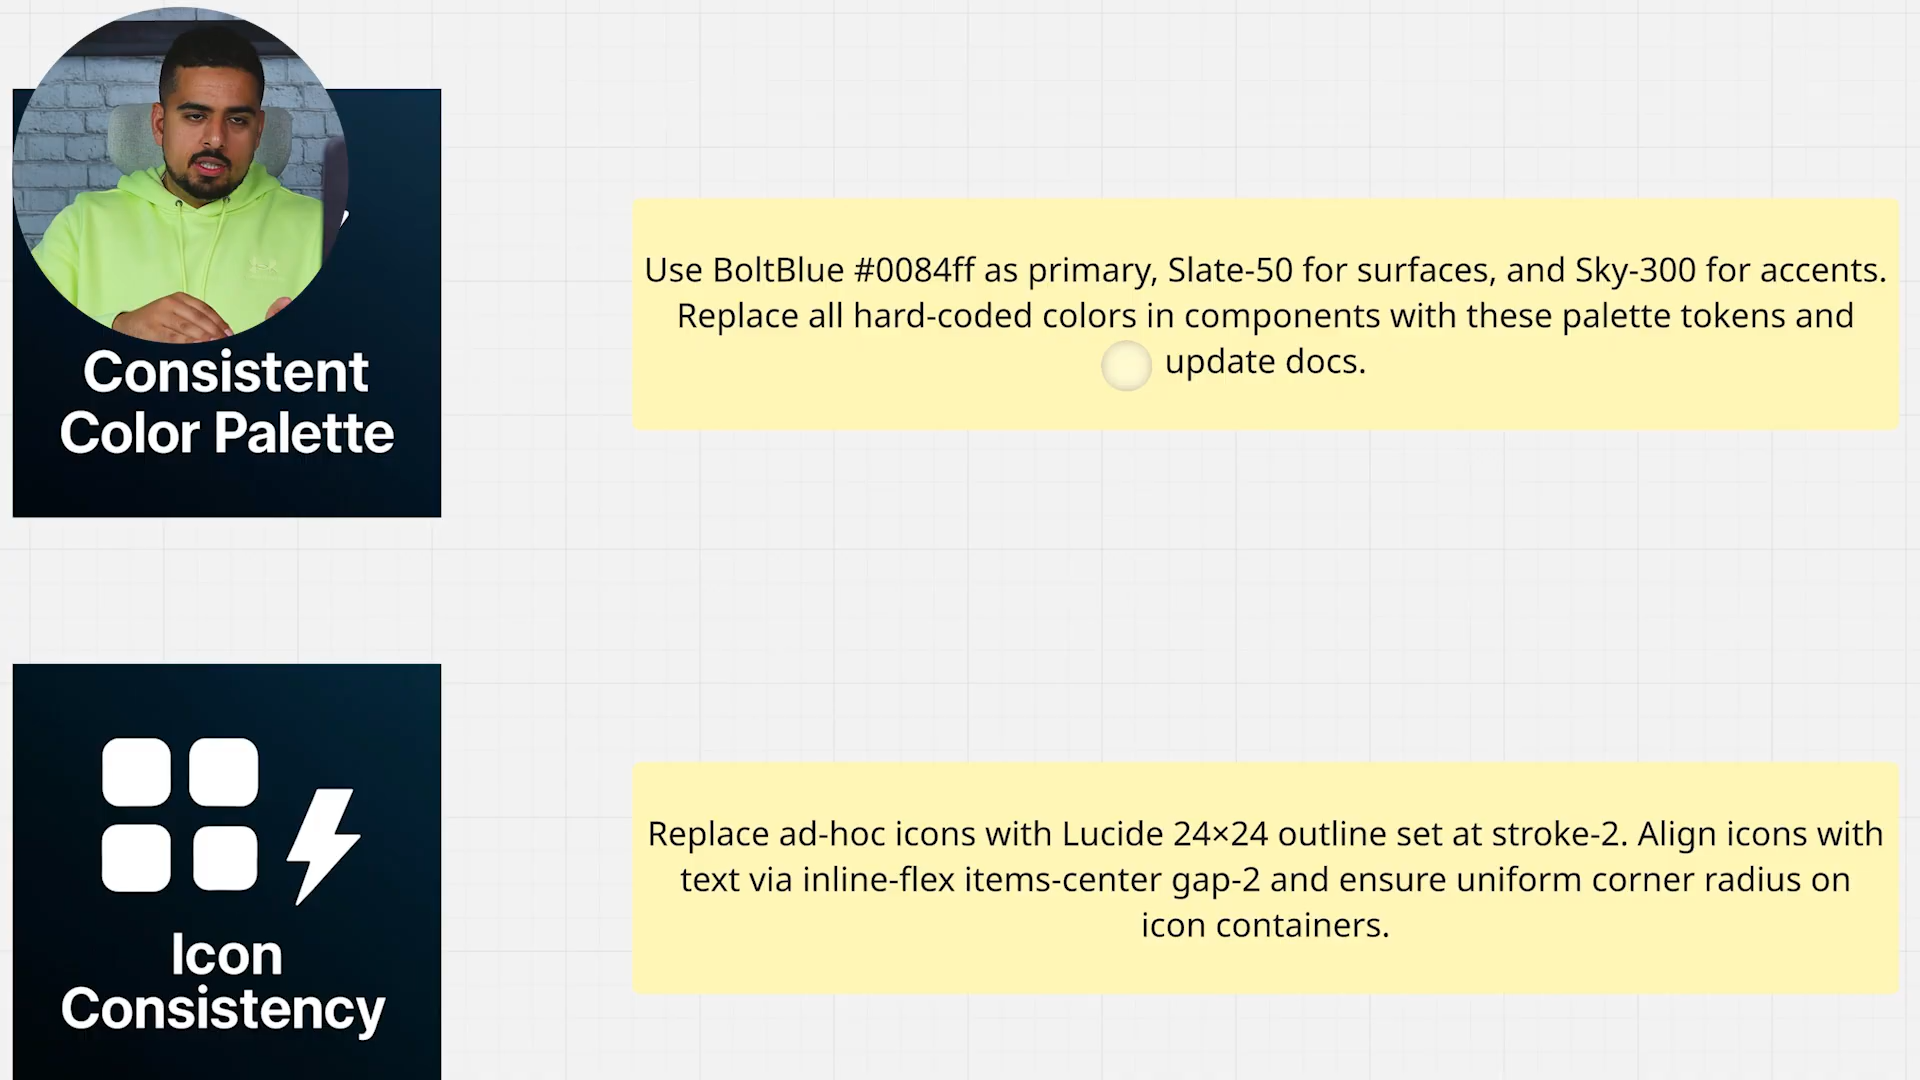 Consistent
Color Palette
Use BoltBlue #0084ff as primary, Slate-50 for surfaces, and Sky-300 for accents.
Replace all hard-coded colors in components with these palette tokens and
update docs.
Icon
Consistency
Replace ad-hoc icons with Lucide 24×24 outline set at stroke-2. Align icons with
text via inline-flex items-center gap-2 and ensure uniform corner radius on
icon containers.